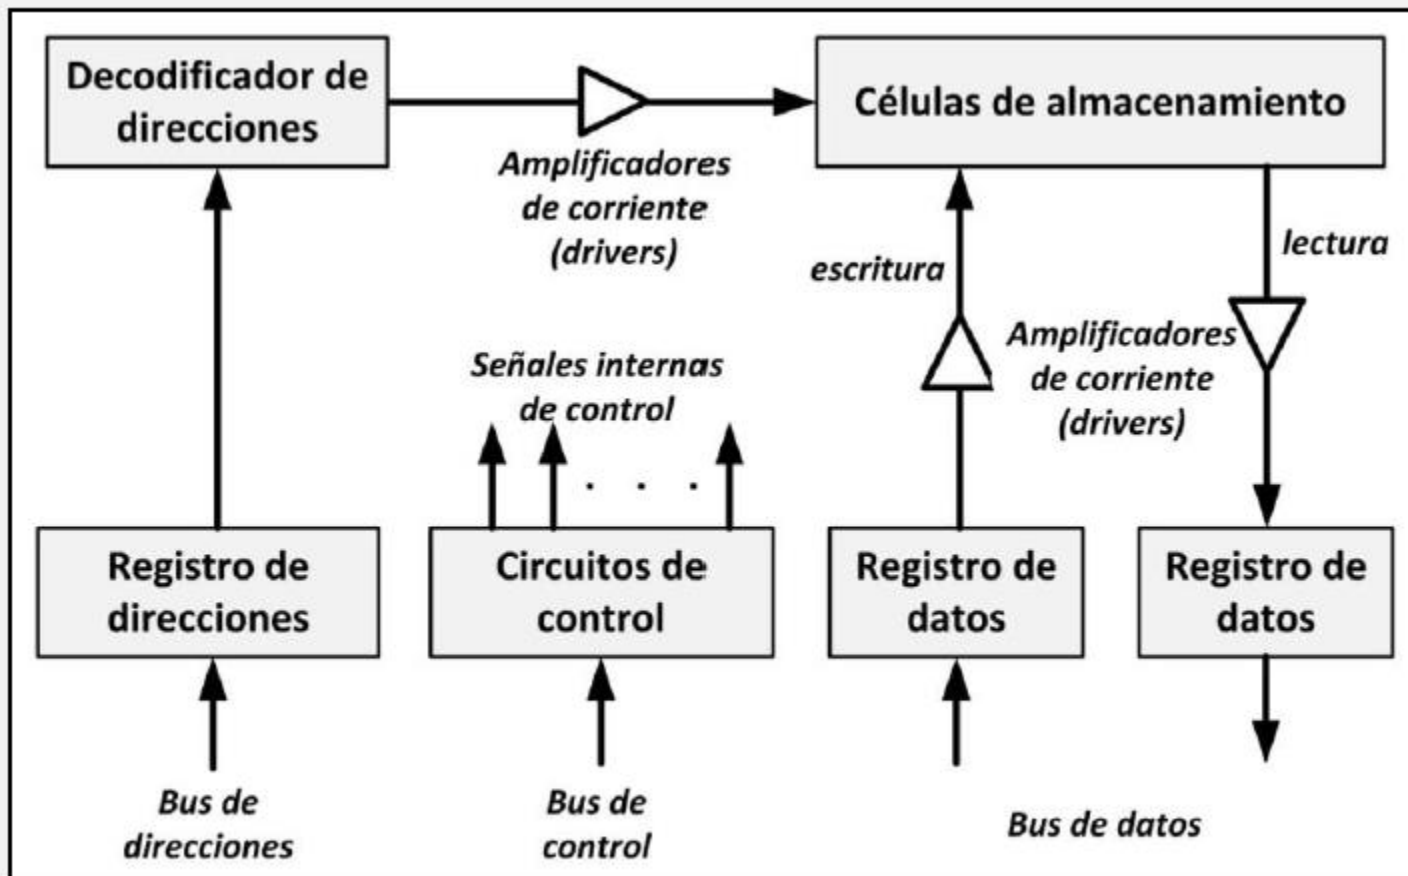 Decodificador de
direcciones
Células de almacenamiento
Amplificadores
de corriente
(drivers)
escritura
lectura
Amplificadores
de corriente
(drivers)
Señales internas
de control
. . .
Registro de
direcciones
Circuitos de
control
Registro de
datos
Registro de
datos
Bus de
direcciones
Bus de
control
Bus de datos